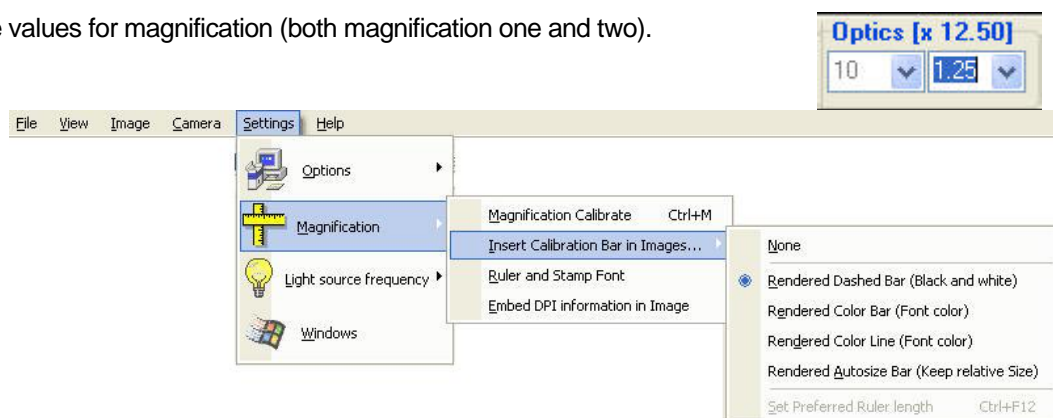 values for magnification (both magnification one and two).
Optics [x 12.50]
10 1.25
File View Image Camera Settings Help
Options
Magnification
Light source frequency
Windows
Magnification Calibrate Ctrl+M
Insert Calibration Bar in Images...
Ruler and Stamp Font
Embed DPI information in Image
None
Rendered Dashed Bar (Black and white)
Rendered Color Bar (Font color)
Rendered Color Line (Font color)
Rendered Autosize Bar (Keep relative Size)
Set Preferred Ruler length Ctrl+F12